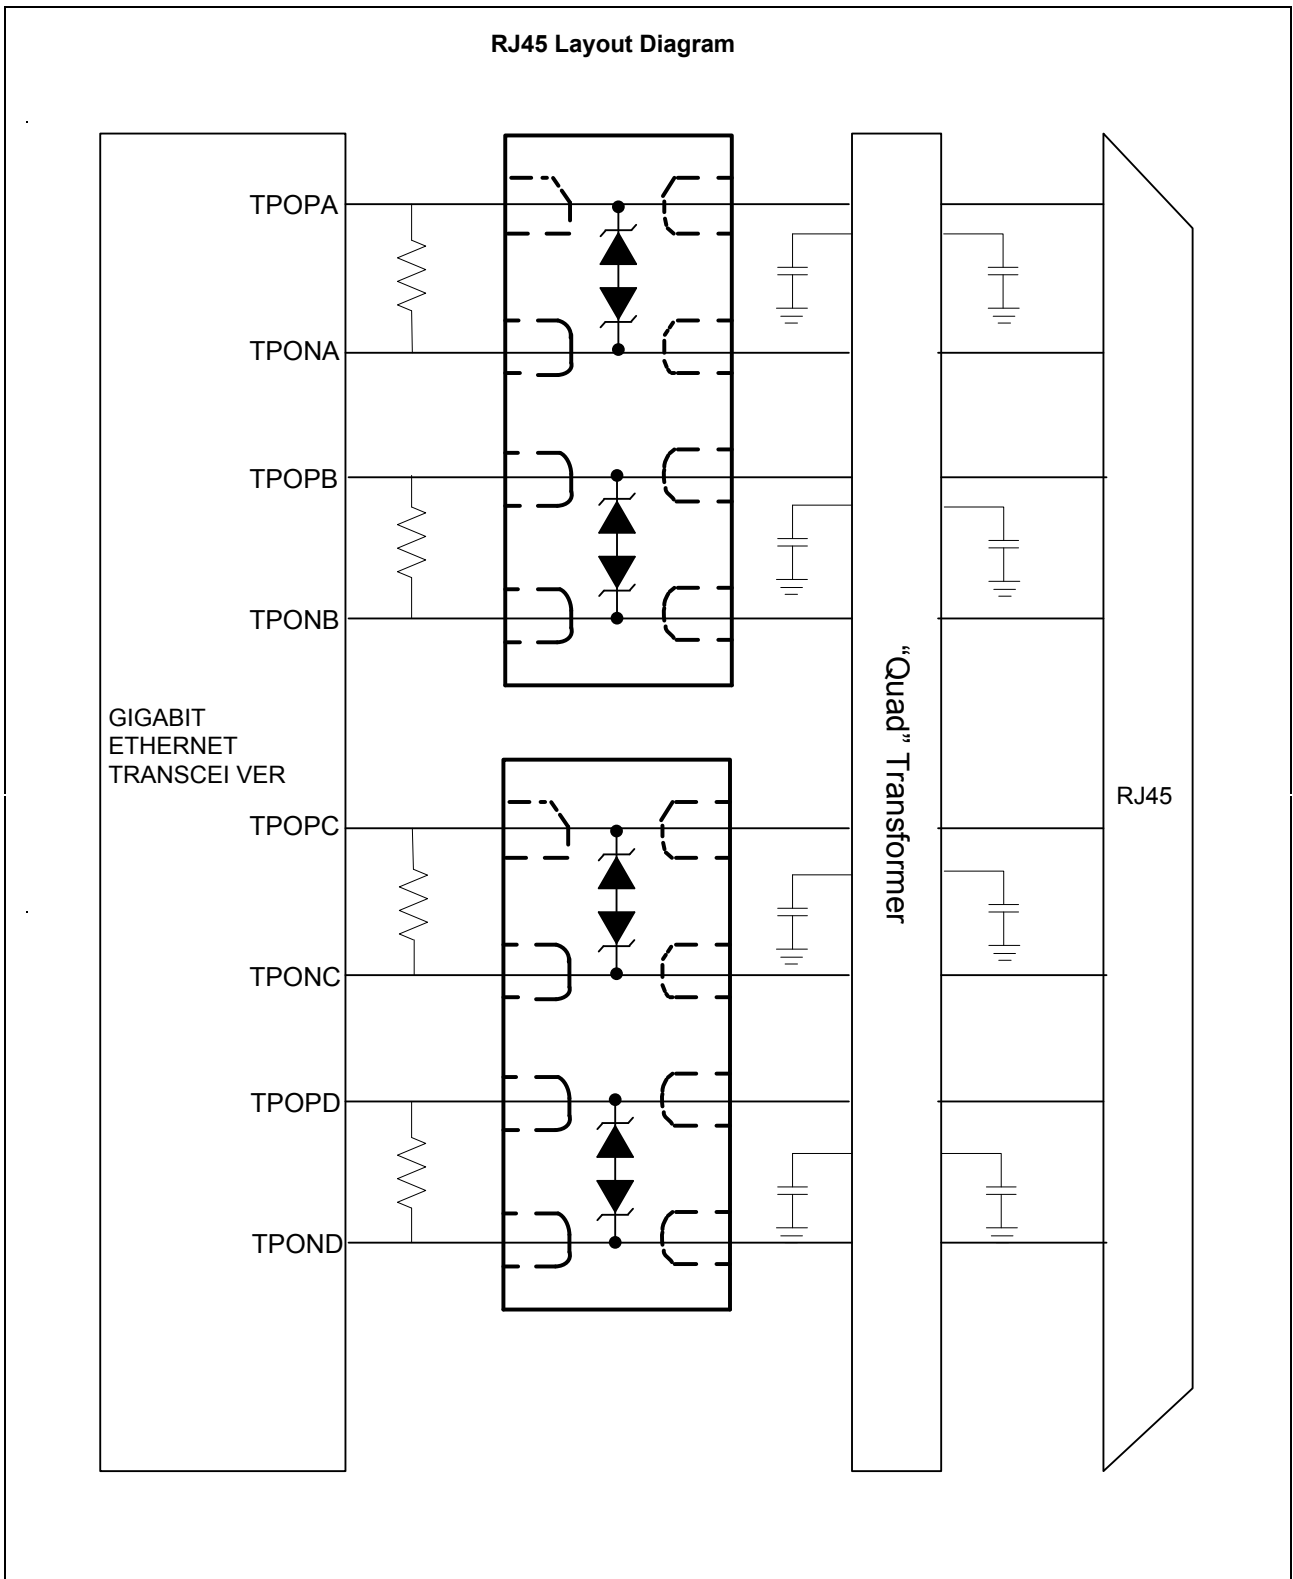 RJ45 Layout Diagram
TPOPA
TPONA
TPOPB
TPONB
GIGABIT
ETHERNET
TRANSCEI VER
"Quad" Transformer
RJ45
TPOPC
TPONC
TPOPD
TPOND